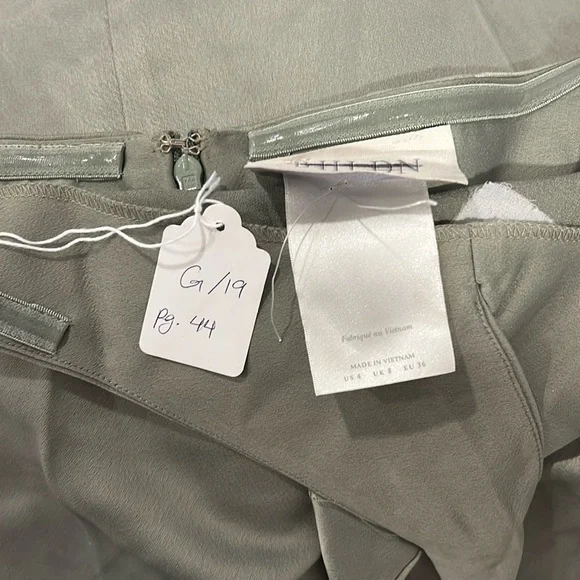 G/19
pg. 44
Fabriqué au Vietnam
MADE IN VIETNAM
US 4 UK 8 EU 36